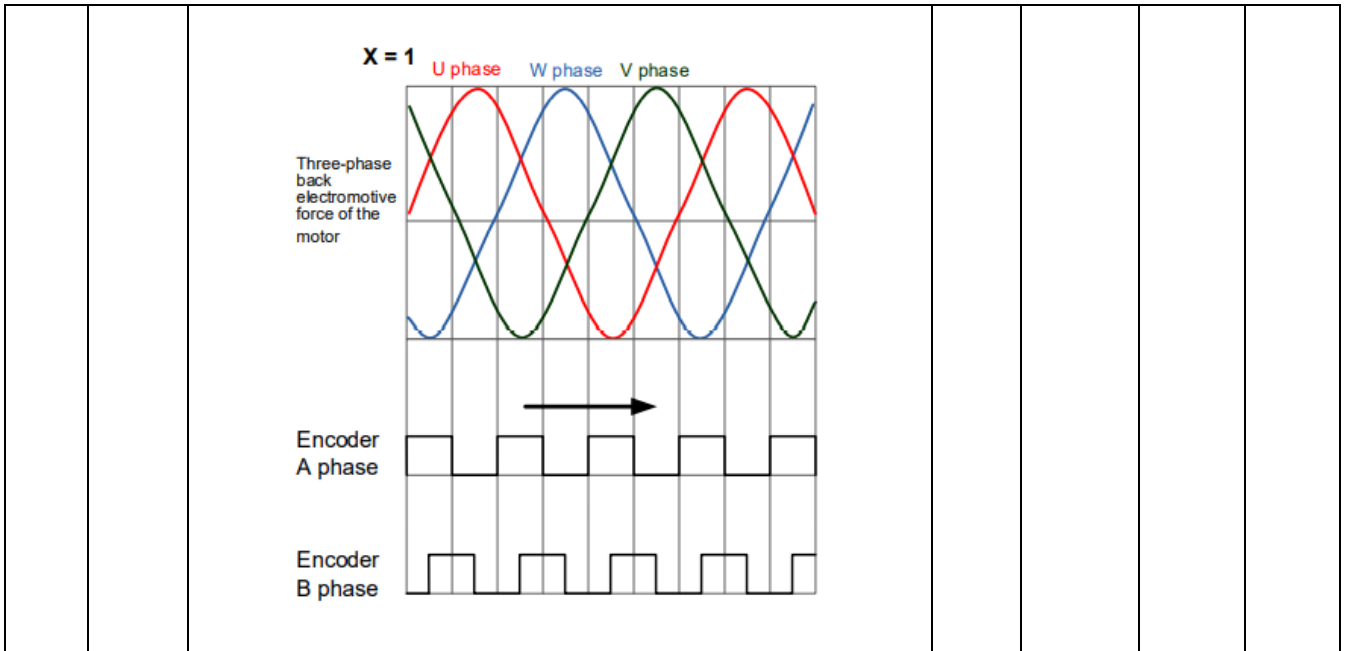 X = 1
U phase W phase V phase
Three-phase
back
electromotive
force of the
motor
Encoder
A phase
Encoder
B phase